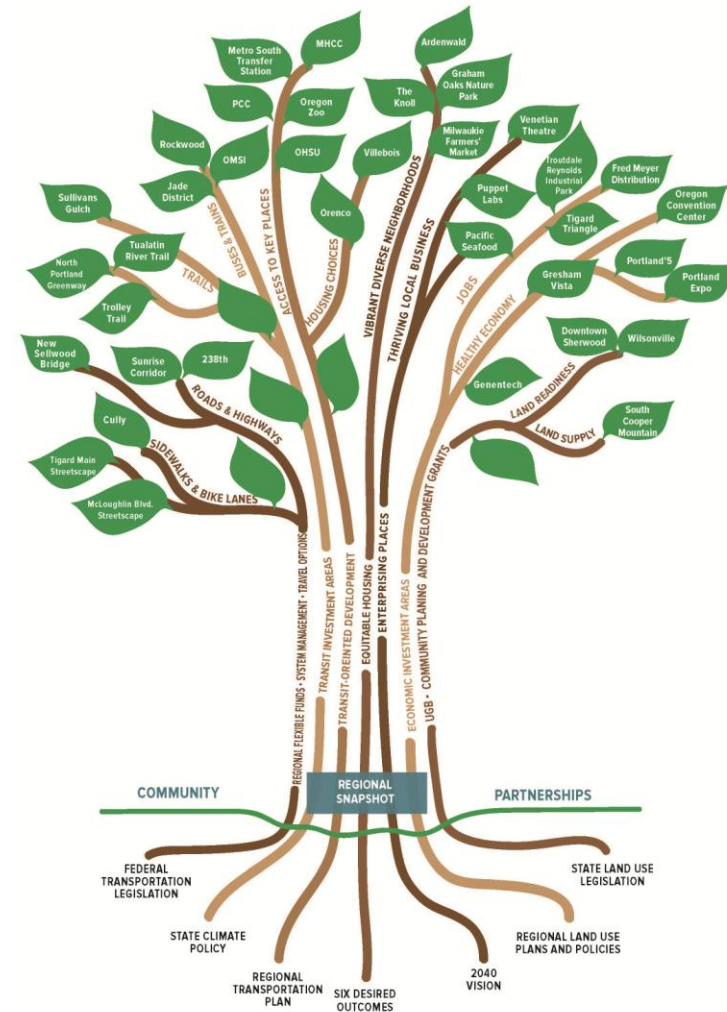 MHCC
Metro South
Transfer
Station
PCC
Oregon
Zoo
OHSU
Rockwood
OMSI
Jade
District
Villebois
Orenco
Ardenwald
Graham
Oaks Nature
Park
The
Knoll
Milwaukie
Farmers'
Market
Venetian
Theatre
Puppet
Labs
Pacific
Seafood
Troutdale
Reynolds
Industrial
Park
Fred Meyer
Distribution
Tigard
Triangle
Oregon
Convention
Center
Gresham
Vista
Portland'5
Portland
Expo
Sullivans
Gulch
Tualatin
River Trail
North
Portland
Greenway
Trolley
Trail
New
Sellwood
Bridge
Sunrise
Corridor
238th
Cully
Tigard Main
Streetscape
McLoughlin Blvd.
Streetscape
Downtown
Sherwood
Wilsonville
Genentech
South
Cooper
Mountain
TRAILS
BUSES & TRAINS
ACCESS TO KEY PLACES
HOUSING CHOICES
VIBRANT DIVERSE NEIGHBORHOODS
THRIVING LOCAL BUSINESS
JOBS
HEALTHY ECONOMY
LAND READINESS
LAND SUPPLY
ROADS & HIGHWAYS
SIDEWALKS & BIKE LANES
REGIONAL FLEXIBLE FUNDS • SYSTEM MANAGEMENT • TRAVEL OPTIONS
TRANSIT INVESTMENT AREAS
TRANSIT-OREINTED DEVELOPMENT
EQUITABLE HOUSING
ENTERPRISING PLACES
ECONOMIC INVESTMENT AREAS
UGB • COMMUNITY PLANING AND DEVELOPMENT GRANTS
COMMUNITY
REGIONAL
SNAPSHOT
PARTNERSHIPS
FEDERAL
TRANSPORTATION
LEGISLATION
STATE CLIMATE
POLICY
REGIONAL
TRANSPORTATION
PLAN
SIX DESIRED
OUTCOMES
2040
VISION
REGIONAL LAND USE
PLANS AND POLICIES
STATE LAND USE
LEGISLATION